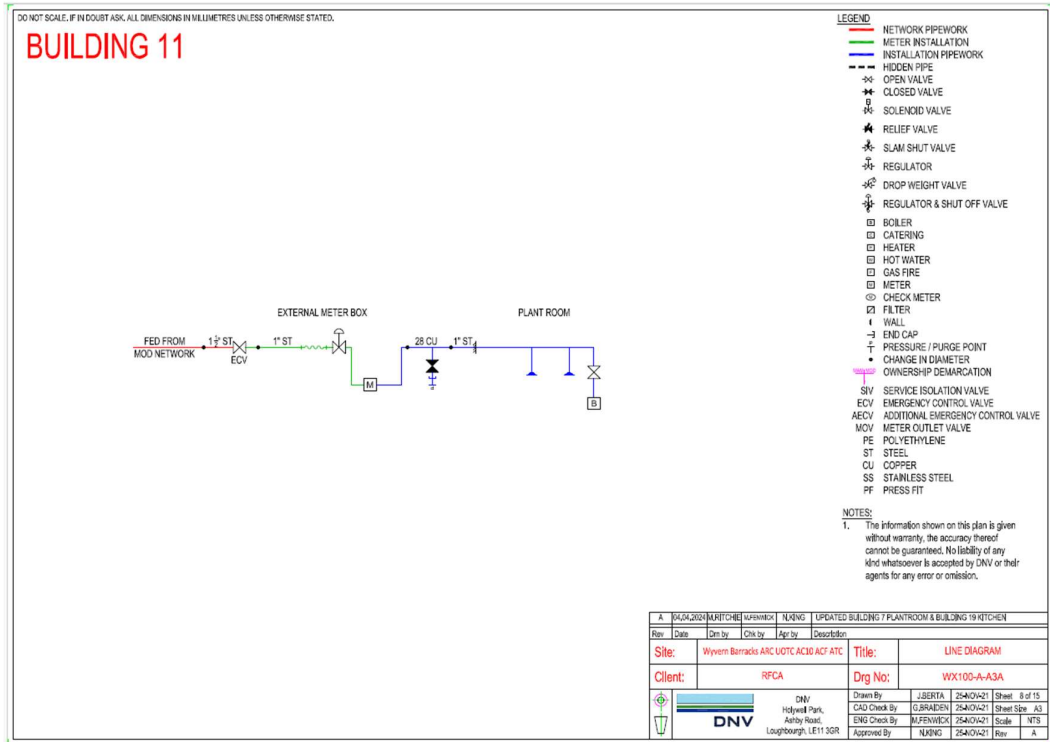 DO NOT SCALE. IF IN DOUBT ASK. ALL DIMENSIONS IN MILLIMETRES UNLESS OTHERWISE STATED.
BUILDING 11
EXTERNAL METER BOX
PLANT ROOM
FED FROM
MOD NETWORK
1 1/2" ST
ECV
1" ST
M
28 CU
1" ST
B
LEGEND
NETWORK PIPEWORK
METER INSTALLATION
INSTALLATION PIPEWORK
HIDDEN PIPE
OPEN VALVE
CLOSED VALVE
SOLENOID VALVE
RELIEF VALVE
SLAM SHUT VALVE
REGULATOR
DROP WEIGHT VALVE
REGULATOR & SHUT OFF VALVE
BOILER
CATERING
HEATER
HOT WATER
GAS FIRE
METER
CHECK METER
FILTER
WALL
END CAP
PRESSURE / PURGE POINT
CHANGE IN DIAMETER
OWNERSHIP DEMARCATION
SIV SERVICE ISOLATION VALVE
ECV EMERGENCY CONTROL VALVE
AECV ADDITIONAL EMERGENCY CONTROL VALVE
MOV METER OUTLET VALVE
PE POLYETHYLENE
ST STEEL
CU COPPER
SS STAINLESS STEEL
PF PRESS FIT
NOTES:
1. The information shown on this plan is given
without warranty, the accuracy thereof
cannot be guaranteed. No liability of any
kind whatsoever is accepted by DNV or their
agents for any error or omission.
A 04.04.2024 M.RITCHIE M.FENWICK N.KING UPDATED BUILDING 7 PLANTROOM & BUILDING 19 KITCHEN
Rev Date Drn by Chk by Apr by Description
Site: Wyvern Barracks ARC UOTC AC10 ACF ATC Title: LINE DIAGRAM
Client: RFCA Drg No: WX100-A-A3A
DNV
DNV
Holywell Park,
Ashby Road,
Loughbourgh, LE11 3GR
Drawn By J.BERTA 25-NOV-21 Sheet 8 of 15
CAD Check By G.BRAIDEN 25-NOV-21 Sheet Size A3
ENG Check By M.FENWICK 25-NOV-21 Scale NTS
Approved By N.KING 25-NOV-21 Rev A